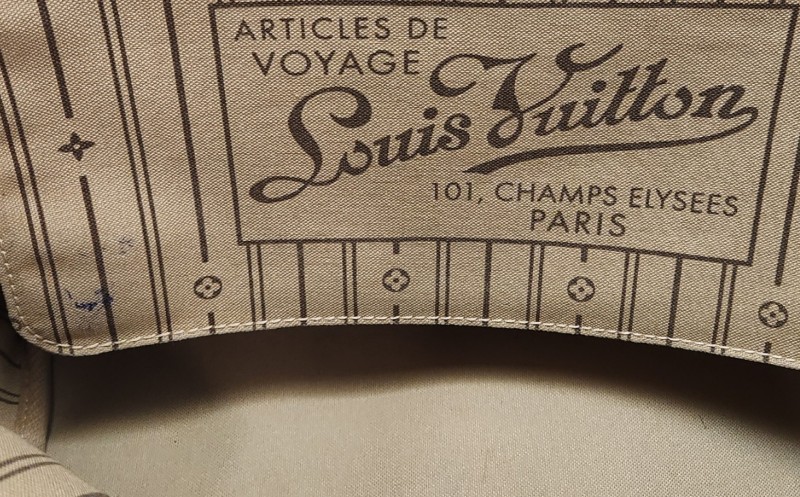 ARTICLES DE
VOYAGE
Louis Vuitton
101, CHAMPS ELYSEES
PARIS